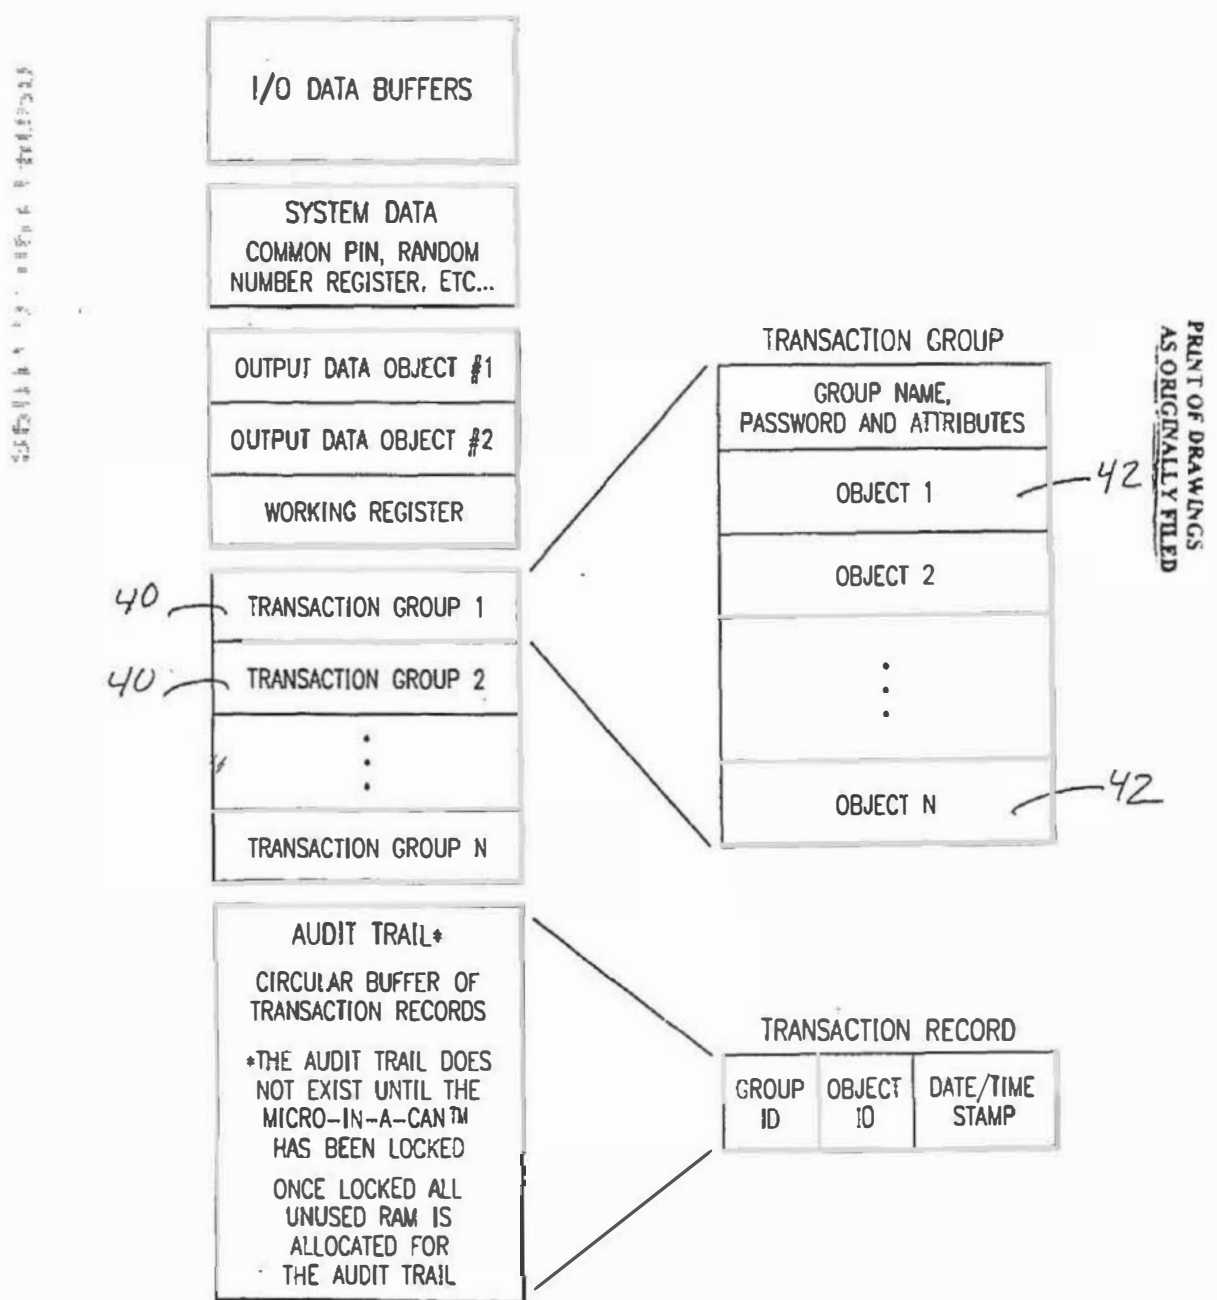 I/O DATA BUFFERS
SYSTEM DATA
COMMON PIN, RANDOM
NUMBER REGISTER, ETC...
OUTPUT DATA OBJECT #1
OUTPUT DATA OBJECT #2
WORKING REGISTER
40
TRANSACTION GROUP 1
40
TRANSACTION GROUP 2
TRANSACTION GROUP N
TRANSACTION GROUP
GROUP NAME,
PASSWORD AND ATTRIBUTES
OBJECT 1
42
OBJECT 2
OBJECT N
42
PRINT OF DRAWINGS
AS ORIGINALLY FILED
AUDIT TRAIL*
CIRCULAR BUFFER OF
TRANSACTION RECORDS
*THE AUDIT TRAIL DOES
NOT EXIST UNTIL THE
MICRO-IN-A-CAN™
HAS BEEN LOCKED
ONCE LOCKED ALL
UNUSED RAM IS
ALLOCATED FOR
THE AUDIT TRAIL
TRANSACTION RECORD
GROUP
ID
OBJECT
ID
DATE/TIME
STAMP